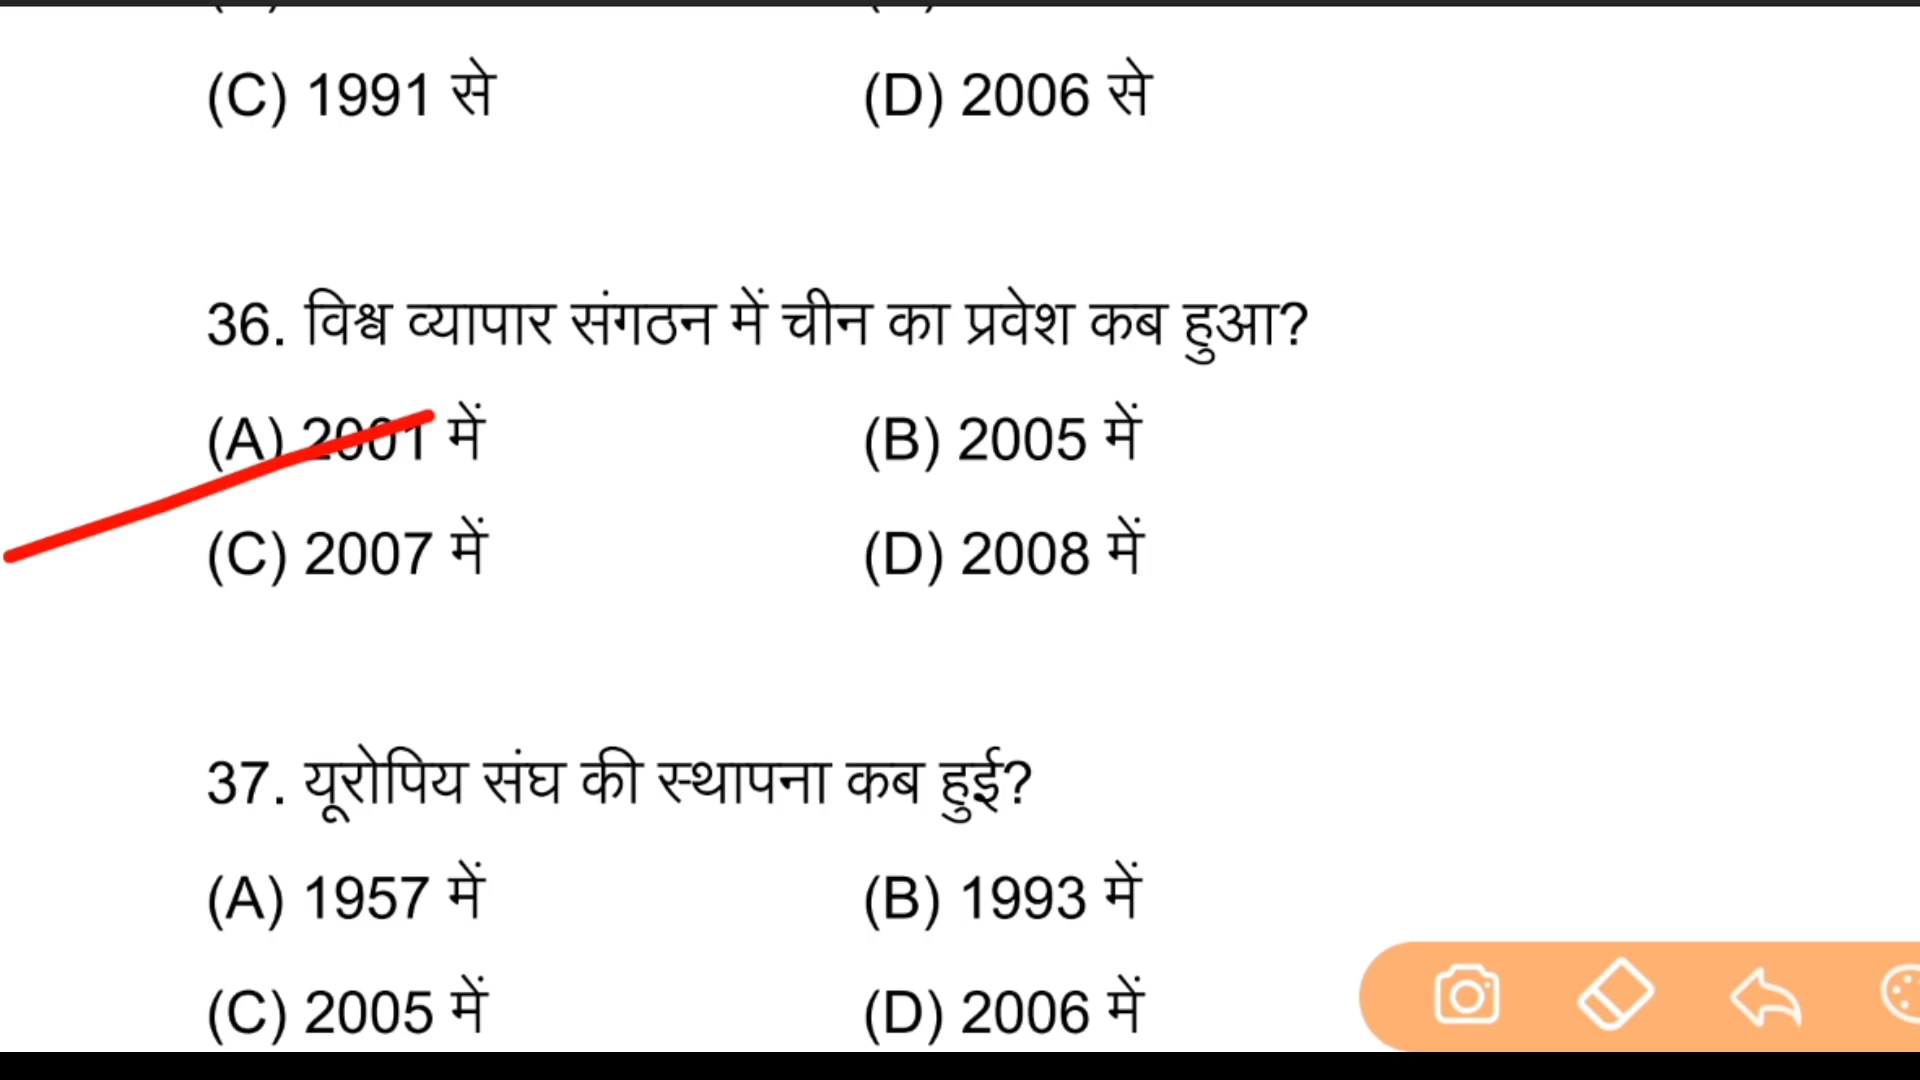 (C) 1991 से (D) 2006 से
36. विश्व व्यापार संगठन में चीन का प्रवेश कब हुआ?
(A) 2001 में (B) 2005 में
(C) 2007 में (D) 2008 में
37. यूरोपिय संघ की स्थापना कब हुई?
(A) 1957 में (B) 1993 में
(C) 2005 में (D) 2006 में